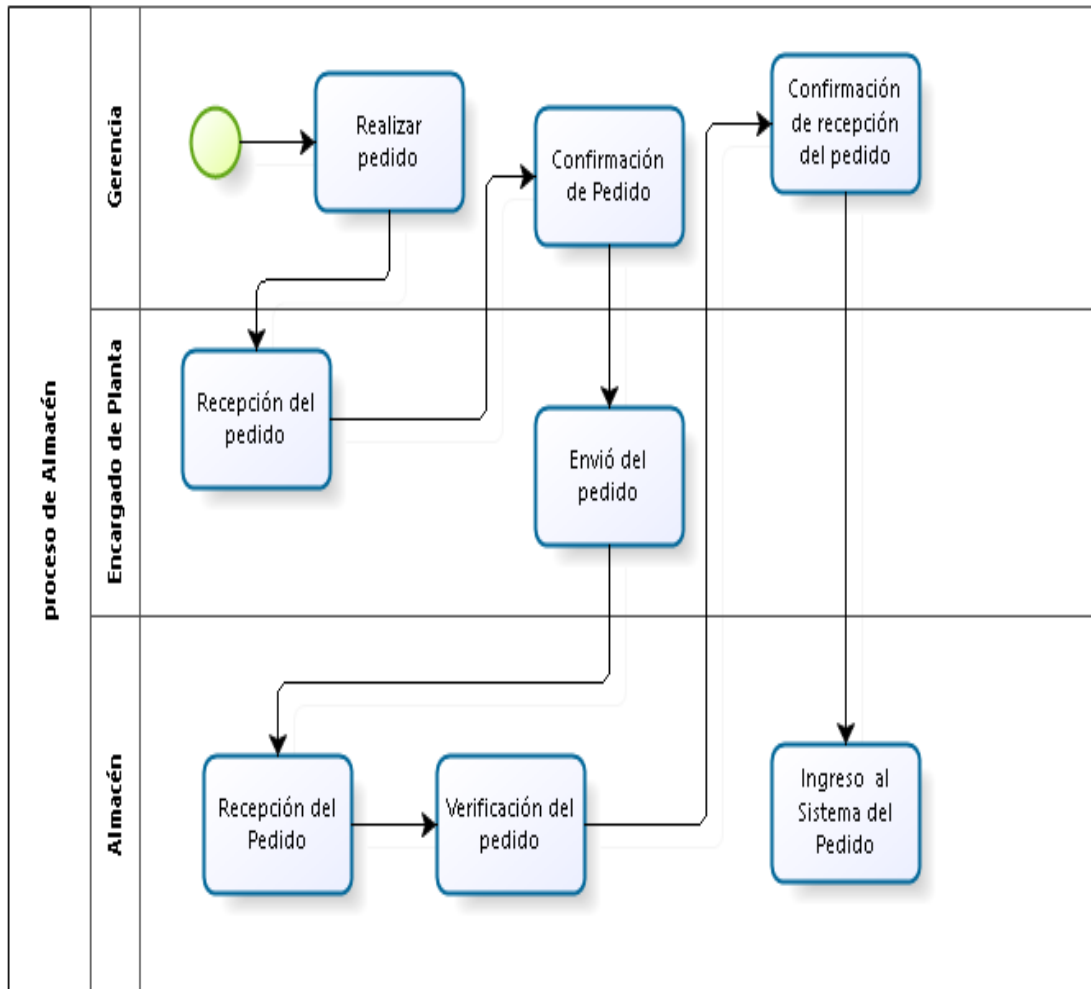 proceso de Almacén
Gerencia
Realizar
pedido
Confirmación
de Pedido
Confirmación
de recepción
del pedido
Encargado de Planta
Recepción del
pedido
Envió del
pedido
Almacén
Recepción del
Pedido
Verificación del
pedido
Ingreso al
Sistema del
Pedido